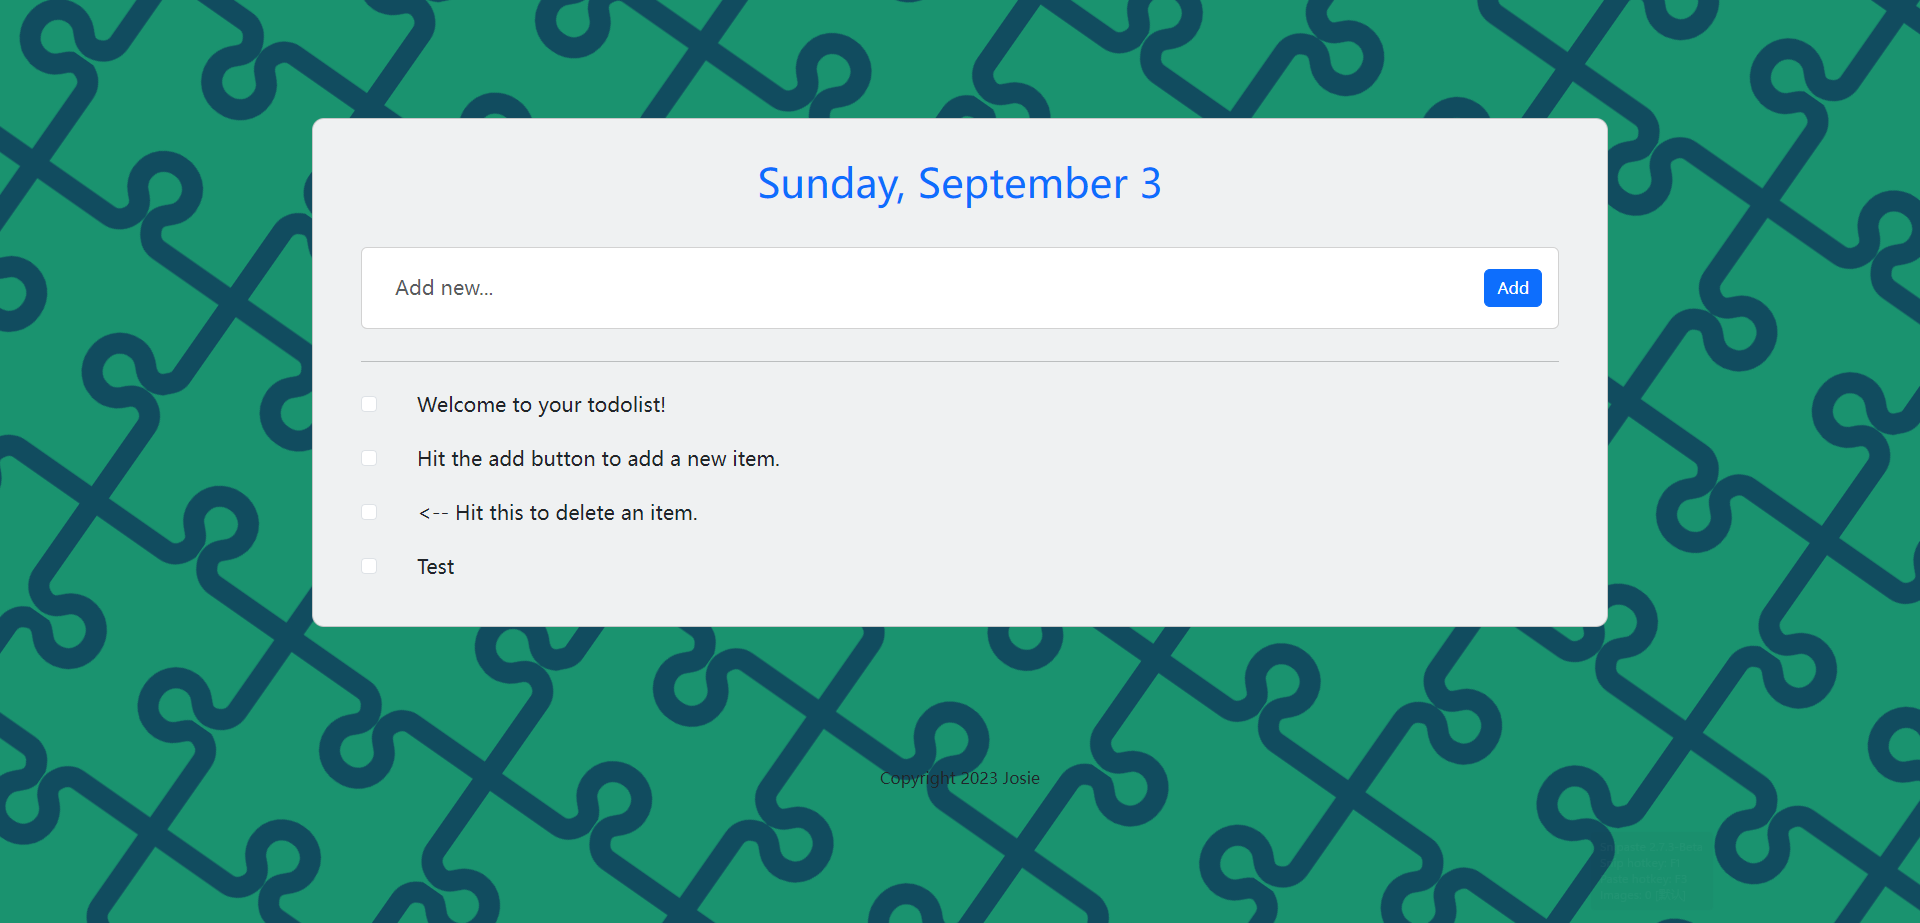 Sunday, September 3
Add new...
Add
Welcome to your todolist!
Hit the add button to add a new item.
<-- Hit this to delete an item.
Test
Copyright 2023 Josie